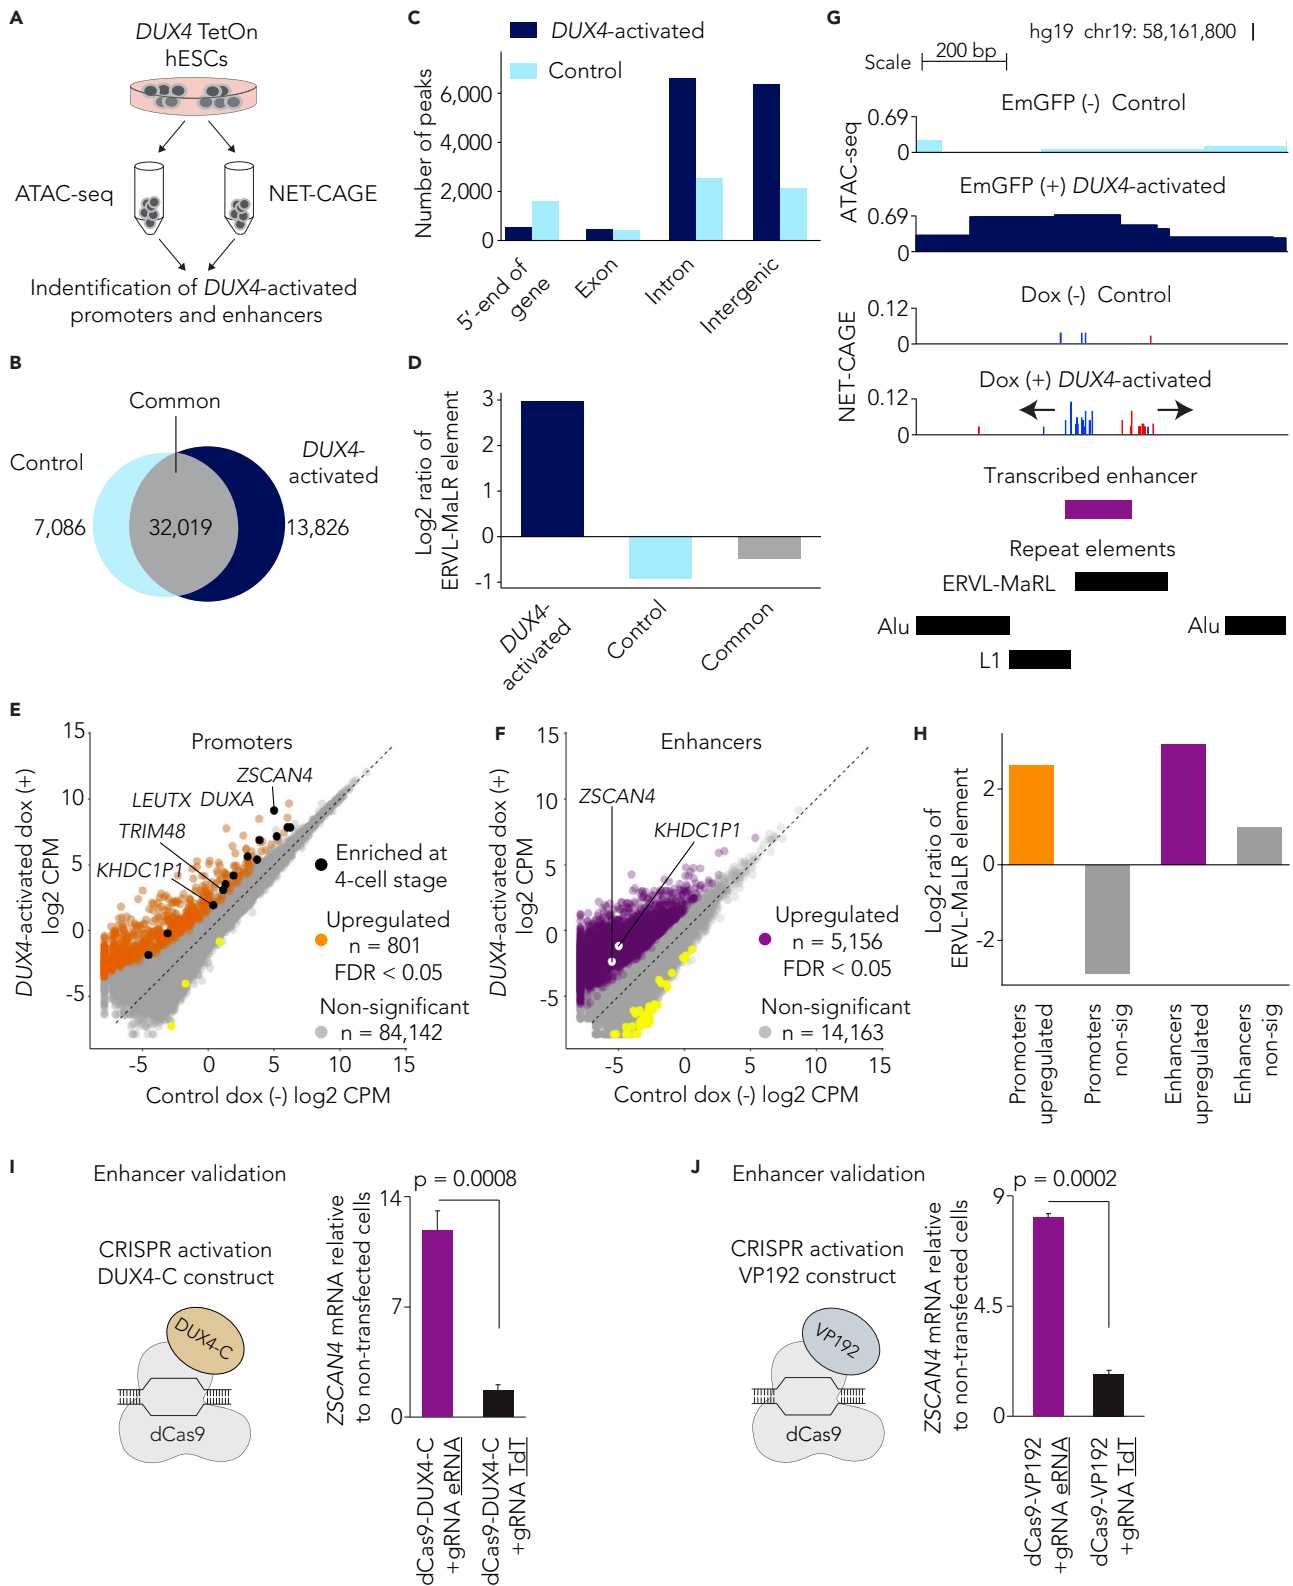 A
DUX4 TetOn
hESCs
ATAC-seq
NET-CAGE
Indentification of DUX4-activated
promoters and enhancers
B
Common
Control
DUX4-
activated
7,086
32,019
13,826
C
DUX4-activated
Control
Number of peaks
6,000
4,000
2,000
0
5'-end of
gene
Exon
Intron
Intergenic
D
Log2 ratio of
ERVL-MaLR element
3
2
1
0
-1
DUX4-
activated
Control
Common
E
Promoters
DUX4-activated dox (+)
log2 CPM
15
10
5
0
-5
ZSCAN4
LEUTX DUXA
TRIM48
KHDC1P1
Enriched at
4-cell stage
Upregulated
n = 801
FDR < 0.05
Non-significant
n = 84,142
-5
0
5
10
15
Control dox (-) log2 CPM
F
Enhancers
DUX4-activated dox (+)
log2 CPM
15
10
5
0
-5
ZSCAN4
KHDC1P1
Upregulated
n = 5,156
FDR < 0.05
Non-significant
n = 14,163
-5
0
5
10
15
Control dox (-) log2 CPM
G
hg19 chr19: 58,161,800
Scale
200 bp
ATAC-seq
EmGFP (-) Control
0.69
0
EmGFP (+) DUX4-activated
0.69
0
NET-CAGE
Dox (-) Control
0.12
0
Dox (+) DUX4-activated
0.12
0
Transcribed enhancer
Repeat elements
ERVL-MaRL
Alu
Alu
L1
H
Log2 ratio of
ERVL-MaLR element
2
0
-2
Promoters
upregulated
Promoters
non-sig
Enhancers
upregulated
Enhancers
non-sig
I
Enhancer validation
CRISPR activation
DUX4-C construct
DUX4-C
dCas9
p = 0.0008
ZSCAN4 mRNA relative
to non-transfected cells
14
7
0
dCas9-DUX4-C
+gRNA eRNA
dCas9-DUX4-C
+gRNA TdT
J
Enhancer validation
CRISPR activation
VP192 construct
VP192
dCas9
p = 0.0002
ZSCAN4 mRNA relative
to non-transfected cells
9
4.5
0
dCas9-VP192
+gRNA eRNA
dCas9-VP192
+gRNA TdT